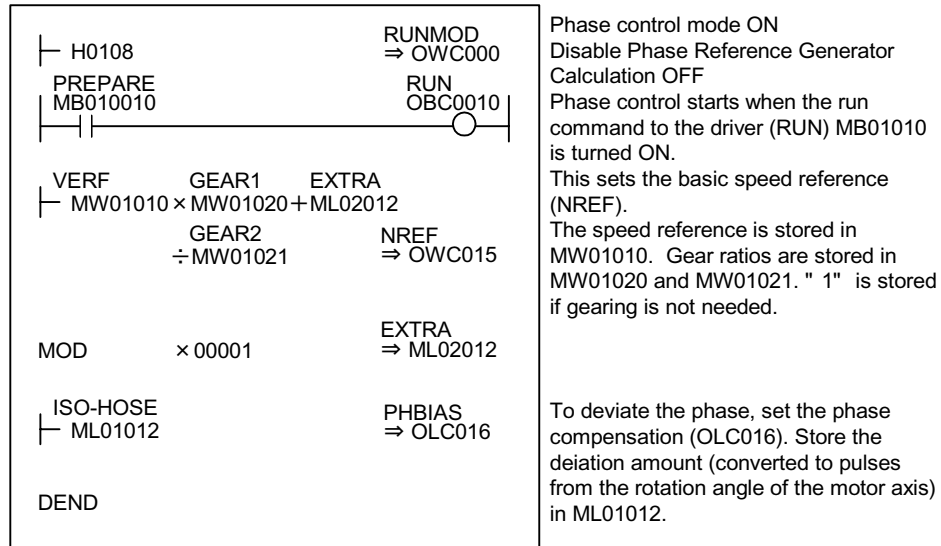 RUNMOD
H0108 ⇒ OWC000
PREPARE RUN
MB010010 OBC0010
VERF GEAR1 EXTRA
MW01010 × MW01020 + ML02012
GEAR2 NREF
÷ MW01021 ⇒ OWC015
EXTRA
MOD × 00001 ⇒ ML02012
ISO-HOSE PHBIAS
ML01012 ⇒ OLC016
DEND
Phase control mode ON
Disable Phase Reference Generator
Calculation OFF
Phase control starts when the run
command to the driver (RUN) MB01010
is turned ON.
This sets the basic speed reference
(NREF).
The speed reference is stored in
MW01010. Gear ratios are stored in
MW01020 and MW01021. " 1" is stored
if gearing is not needed.
To deviate the phase, set the phase
compensation (OLC016). Store the
deiation amount (converted to pulses
from the rotation angle of the motor axis)
in ML01012.